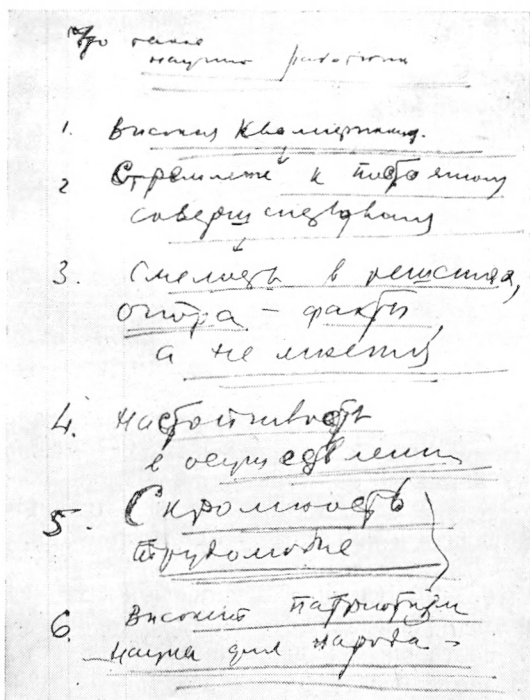 Что такое
научный работник
1. Высокая квалификация.
2 Стремление к постоянному
совершенствованию
3. Смелость в решениях,
опора – факты,
а не мнения
4. Настойчивость
в осуществлении
5. Скромность
трудолюбие
6. Высокий патриотизм
наука для народа –